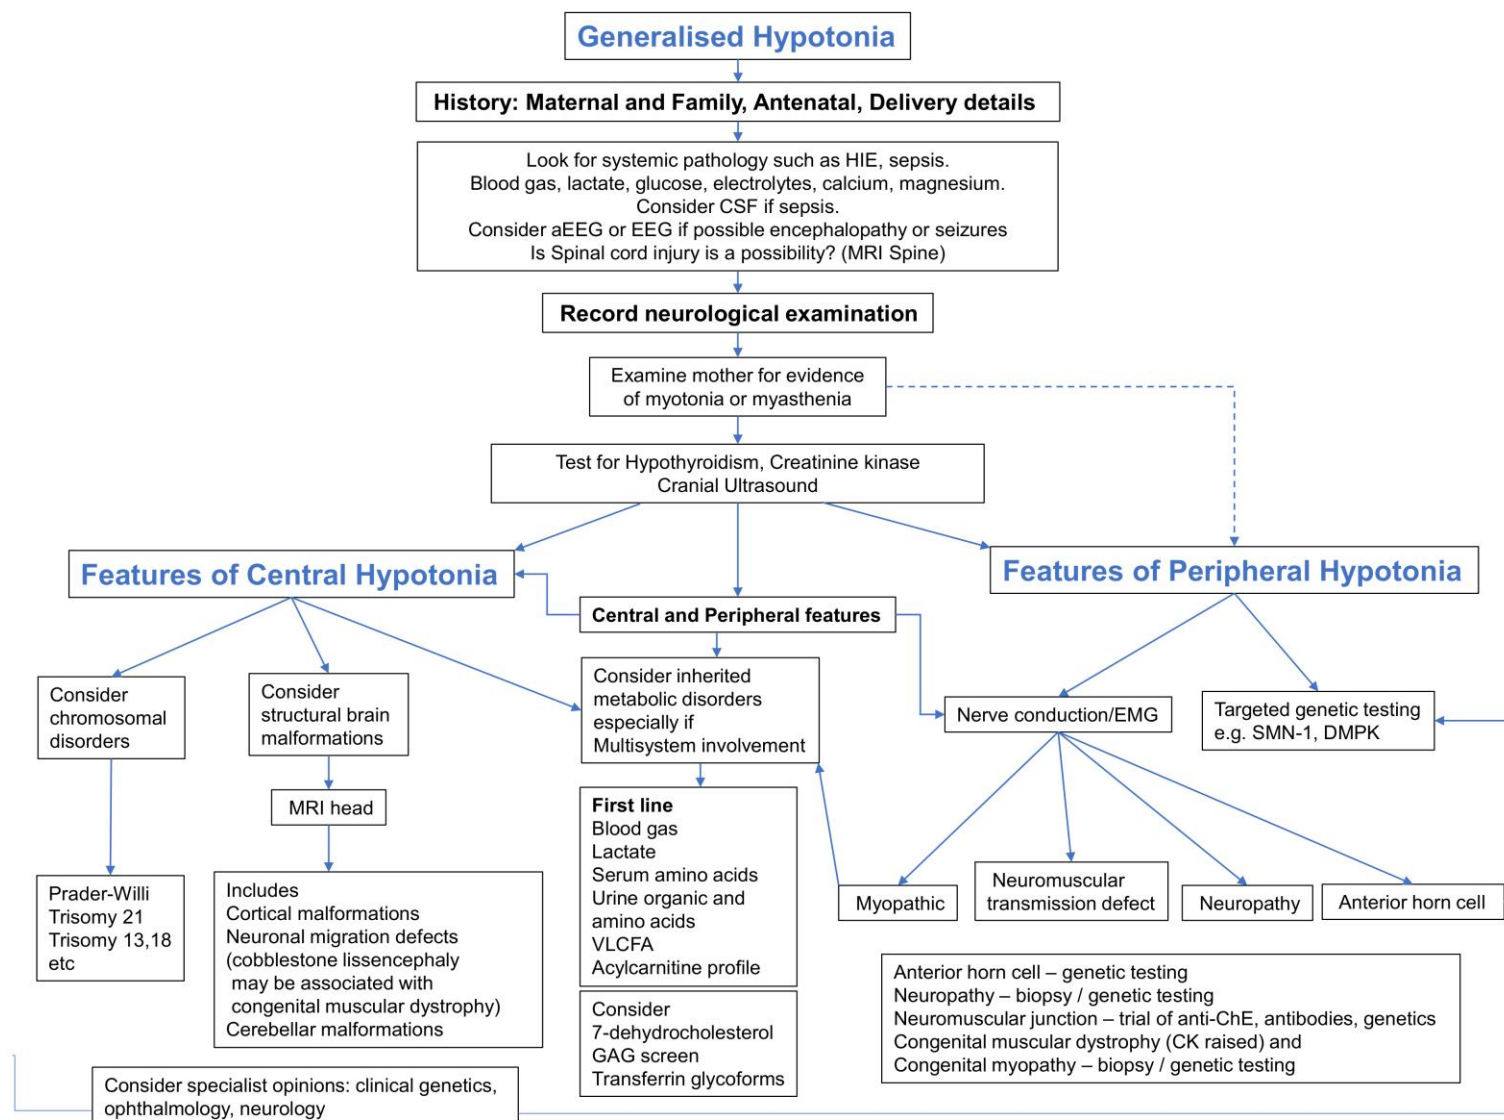 Generalised Hypotonia
History: Maternal and Family, Antenatal, Delivery details
Look for systemic pathology such as HIE, sepsis.
Blood gas, lactate, glucose, electrolytes, calcium, magnesium.
Consider CSF if sepsis.
Consider aEEG or EEG if possible encephalopathy or seizures
Is Spinal cord injury is a possibility? (MRI Spine)
Record neurological examination
Examine mother for evidence
of myotonia or myasthenia
Test for Hypothyroidism, Creatinine kinase
Cranial Ultrasound
Features of Central Hypotonia
Central and Peripheral features
Features of Peripheral Hypotonia
Consider
chromosomal
disorders
Consider
structural brain
malformations
Consider inherited
metabolic disorders
especially if
Multisystem involvement
Nerve conduction/EMG
Targeted genetic testing
e.g. SMN-1, DMPK
MRI head
Prader-Willi
Trisomy 21
Trisomy 13,18
etc
Includes
Cortical malformations
Neuronal migration defects
(cobblestone lissencephaly
may be associated with
congenital muscular dystrophy)
Cerebellar malformations
First line
Blood gas
Lactate
Serum amino acids
Urine organic and
amino acids
VLCFA
Acylcarnitine profile
Consider
7-dehydrocholesterol
GAG screen
Transferrin glycoforms
Myopathic
Neuromuscular
transmission defect
Neuropathy
Anterior horn cell
Anterior horn cell – genetic testing
Neuropathy – biopsy / genetic testing
Neuromuscular junction – trial of anti-ChE, antibodies, genetics
Congenital muscular dystrophy (CK raised) and
Congenital myopathy – biopsy / genetic testing
Consider specialist opinions: clinical genetics,
ophthalmology, neurology